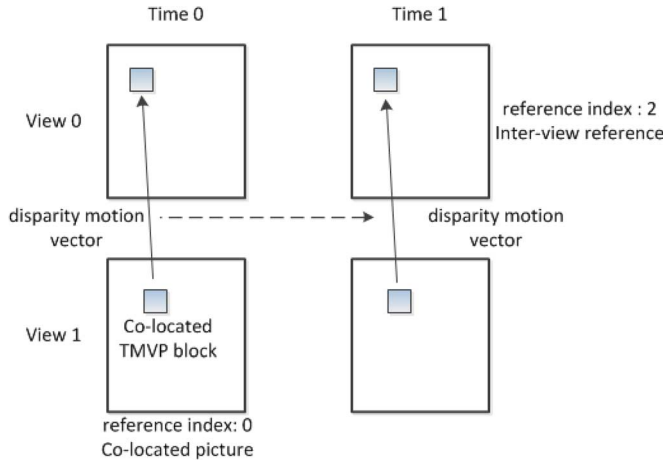 Time 0
Time 1
View 0
reference index : 2
Inter-view reference
disparity motion
vector
disparity motion
vector
View 1
Co-located
TMVP block
reference index: 0
Co-located picture